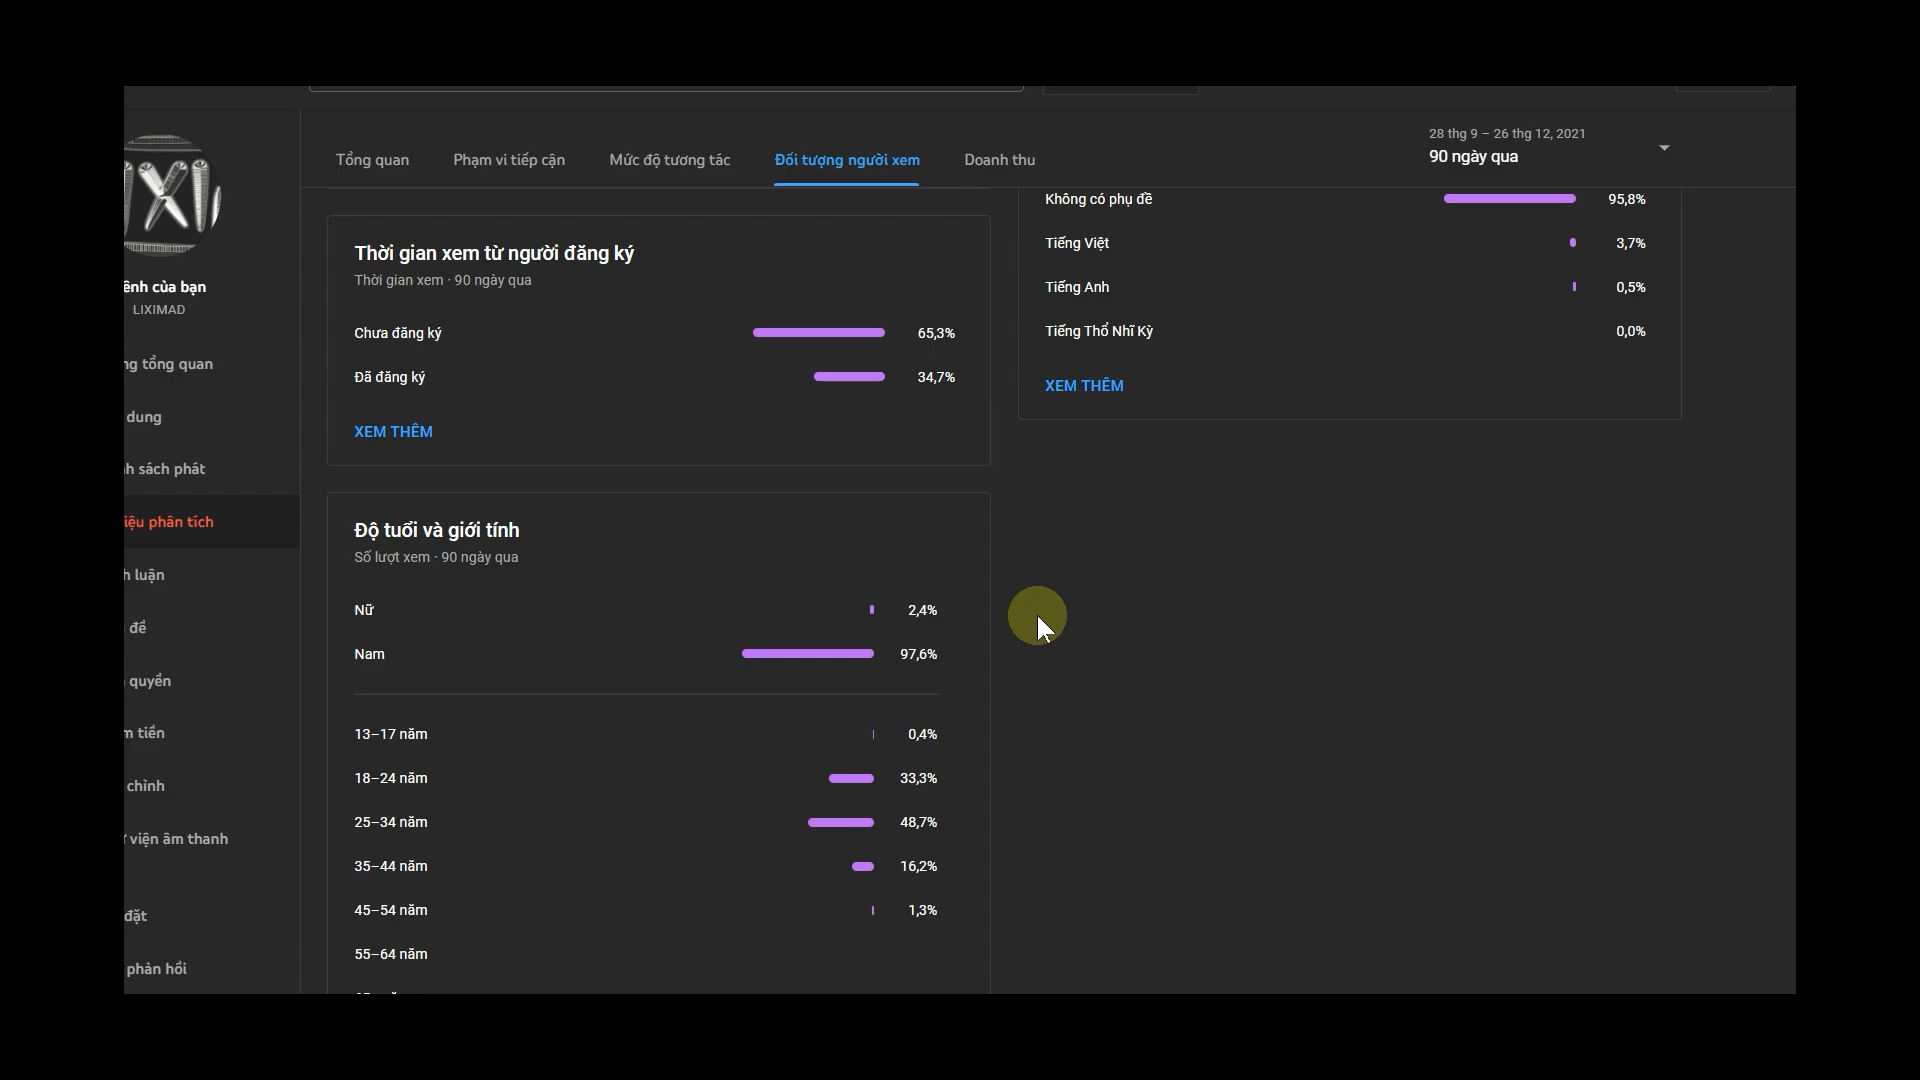 LIXIMAD
Tổng quan
Phạm vi tiếp cận
Mức độ tương tác
Đối tượng người xem
Doanh thu
28 thg 9 – 26 thg 12, 2021
90 ngày qua
ênh của bạn
LIXIMAD
ng tổng quan
dung
h sách phát
iệu phân tích
h luận
đề
quyền
m tiền
chỉnh
viện âm thanh
đặt
phản hồi
Thời gian xem từ người đăng ký
Thời gian xem · 90 ngày qua
Chưa đăng ký 65,3%
Đã đăng ký 34,7%
XEM THÊM
Độ tuổi và giới tính
Số lượt xem · 90 ngày qua
Nữ 2,4%
Nam 97,6%
13–17 năm 0,4%
18–24 năm 33,3%
25–34 năm 48,7%
35–44 năm 16,2%
45–54 năm 1,3%
55–64 năm
Không có phụ đề 95,8%
Tiếng Việt 3,7%
Tiếng Anh 0,5%
Tiếng Thổ Nhĩ Kỳ 0,0%
XEM THÊM